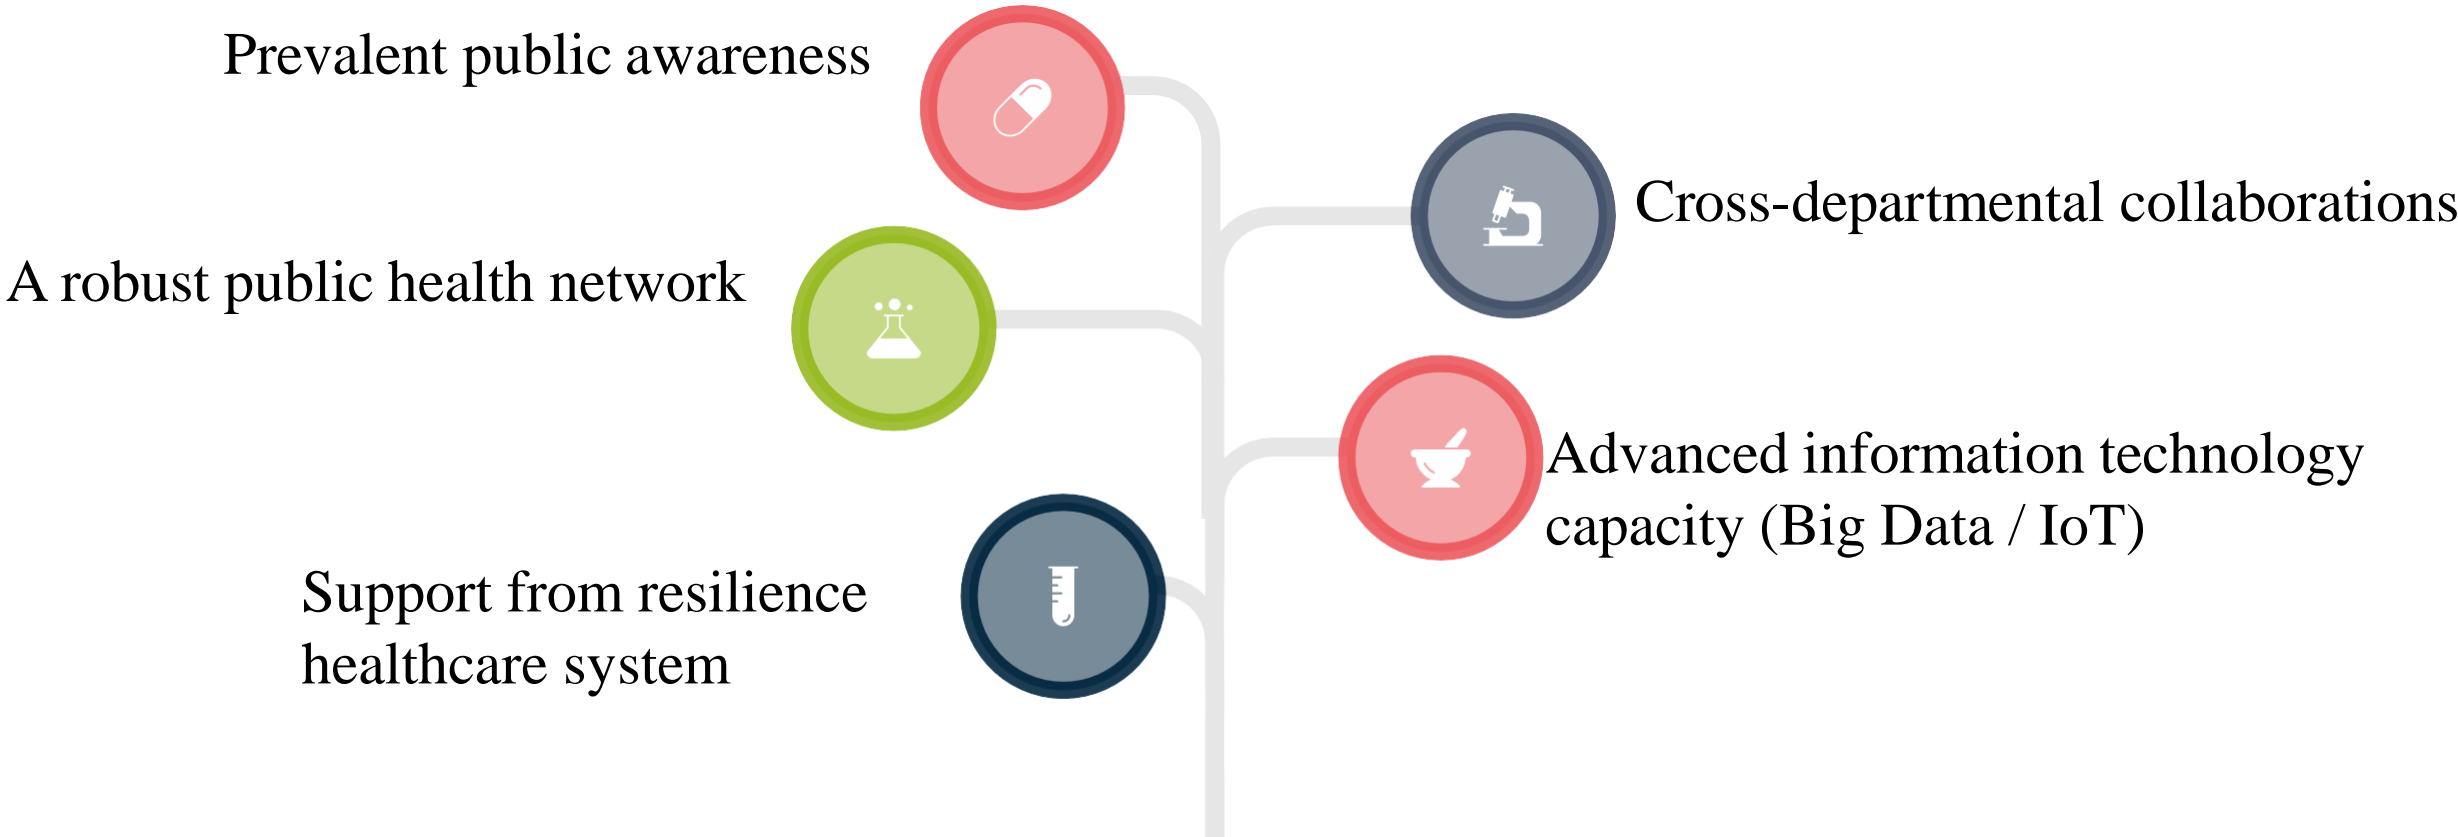 Prevalent public awareness
Cross-departmental collaborations
A robust public health network
Advanced information technology
capacity (Big Data / IoT)
Support from resilience
healthcare system